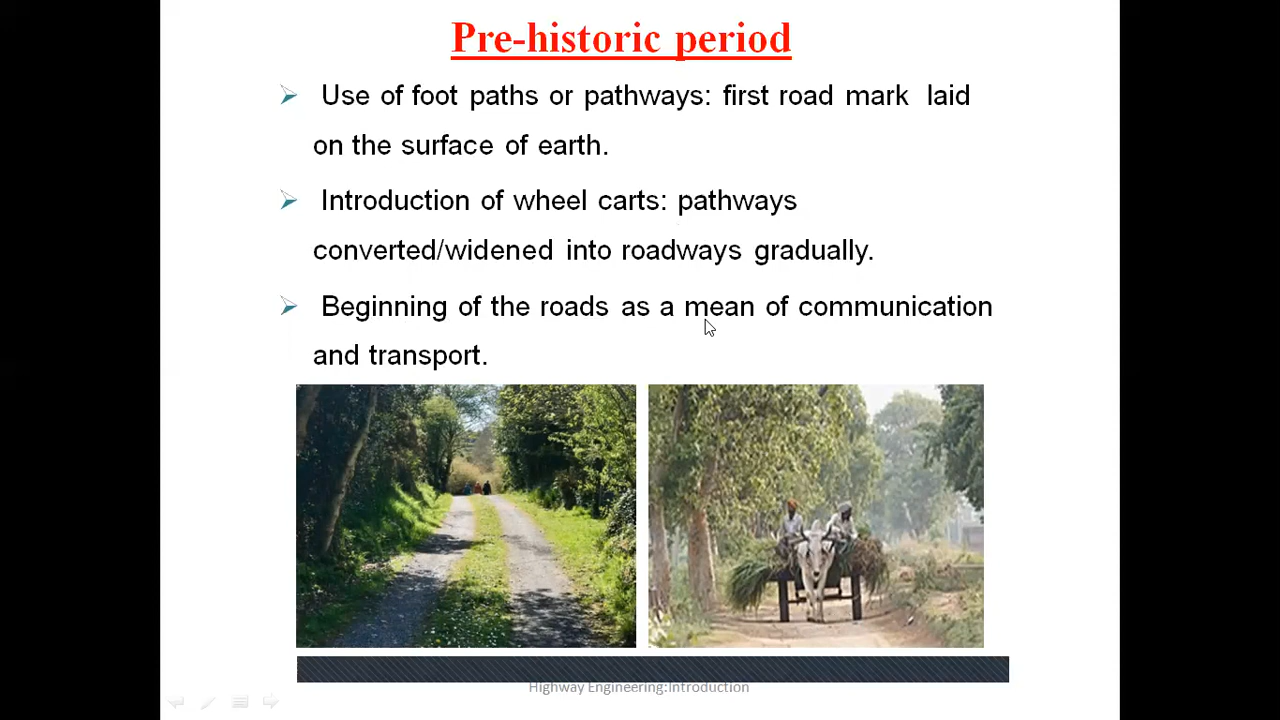 Pre-historic period
Use of foot paths or pathways: first road mark laid
on the surface of earth.
Introduction of wheel carts: pathways
converted/widened into roadways gradually.
Beginning of the roads as a mean of communication
and transport.
Highway Engineering:Introduction